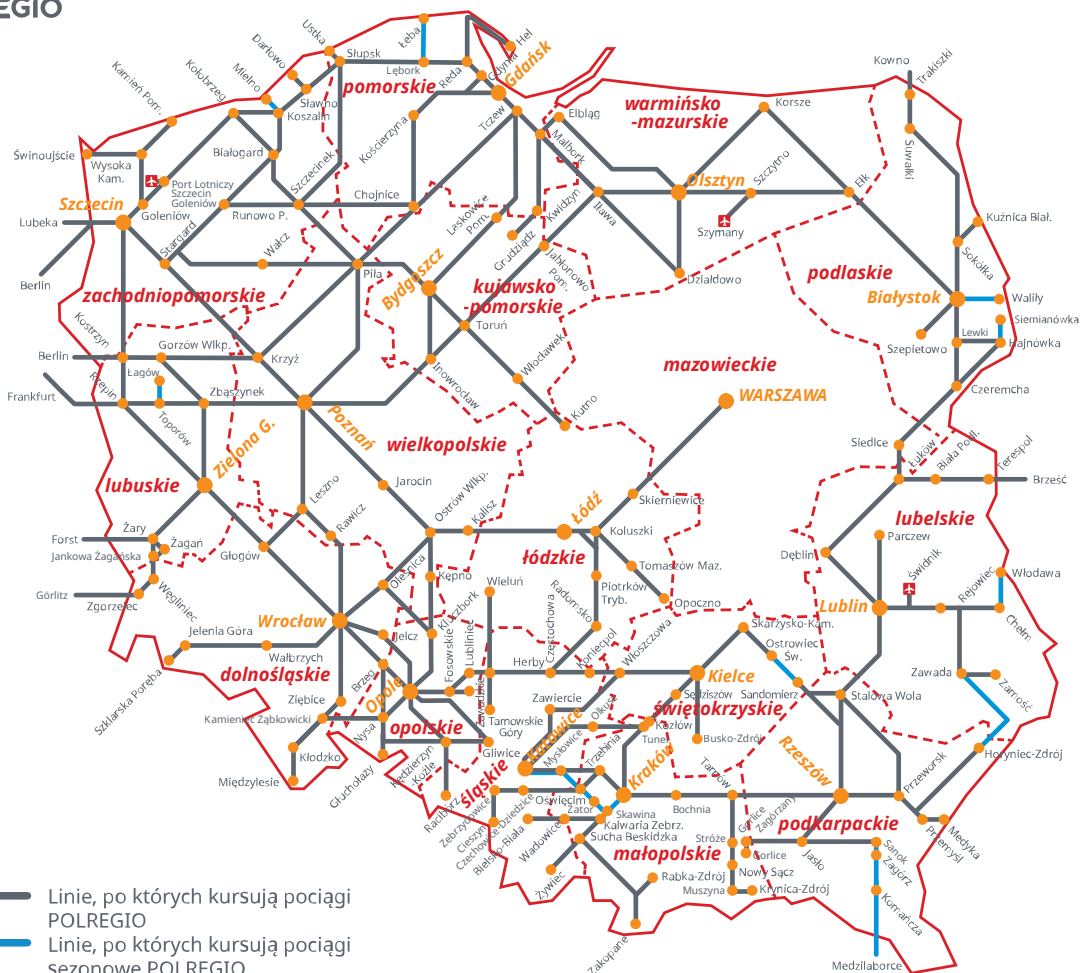 EGIO
Hel
Ustka
Łeba
Gdynia
Gdańsk
Słupsk
Darłowo
Lębork
Reda
Kowno
Trakiszki
Kamień Pom.
Kołobrzeg
Mielno
pomorskie
Sławno
Koszalin
warmińsko
-mazurskie
Korsze
Tczew
Elbląg
Malbork
Kościerzyna
Suwałki
Świnoujście
Wysoka
Kam.
Białogard
Szczecinek
Port Lotniczy
Szczecin
Goleniów
Olsztyn
Szczytno
Ełk
Szczecin
Goleniów
Runowo P.
Chojnice
Laskowice
Pom.
Kwidzyn
Iława
Szymany
Kuźnica Biał.
Lubeka
Stargard
Wałcz
Grudziądz
Jabłonowo
Pom.
Sokółka
Berlin
Piła
Bydgoszcz
Działdowo
podlaskie
zachodniopomorskie
kujawsko
-pomorskie
Białystok
Waliły
Siemianówka
Kostrzyn
Toruń
Lewki
Hajnówka
Szepietowo
Berlin
Gorzów Wlkp.
Krzyż
Włocławek
Inowrocław
mazowieckie
Łagów
Zbąszynek
Czeremcha
Frankfurt
Rzepin
Toporów
Kutno
WARSZAWA
Zielona G.
Poznań
wielkopolskie
Siedlce
Łuków
Biała Podl.
Terespol
lubuskie
Leszno
Jarocin
Ostrów Wlkp.
Kalisz
Skierniewice
Brześć
Rawicz
Łódź
Koluszki
lubelskie
Żary
Forst
Żagań
Jankowa Żagańska
Głogów
łódzkie
Parczew
Dęblin
Świdnik
Tomaszów Maz.
Piotrków
Tryb.
Oleśnica
Kępno
Wieluń
Radomsko
Opoczno
Rejowiec
Włodawa
Görlitz
Zgorzelec
Węgliniec
Lublin
Chełm
Wrocław
Jelcz
Kluczbork
Częstochowa
Skarżysko-Kam.
Jelenia Góra
Wałbrzych
Fosowskie
Lubliniec
Herby
Koniecpol
Włoszczowa
Ostrowiec
Św.
Szklarska Poręba
dolnośląskie
Brzeg
Opole
Zawadzkie
Kielce
Zawada
Zamość
Ziębice
Zawiercie
Olkusz
Sędziszów
Sandomierz
Stalowa Wola
Kamieniec Ząbkowicki
Nysa
opolskie
Tarnowskie
Góry
świętokrzyskie
Kozłów
Tunel
Busko-Zdrój
Kłodzko
Gliwice
Katowice
Mysłowice
Trzebinia
Rzeszów
Horyniec-Zdrój
Międzylesie
Głuchołazy
Kędzierzyn
-Koźle
śląskie
Kraków
Tarnów
Przeworsk
Racibórz
Zebrzydowice
Cieszyn
Czechowice-Dziedzice
Bielsko-Biała
Oświęcim
Zator
Skawina
Bochnia
Kalwaria Zebrz.
Wadowice
Sucha Beskidzka
Stróże
Gorlice
Zagórzany
podkarpackie
Medyka
Przemyśl
małopolskie
Gorlice
Jasło
Sanok
Zagórz
Żywiec
Rabka-Zdrój
Nowy Sącz
Muszyna
Krynica-Zdrój
Komańcza
Zakopane
Medzilaborce
Linie, po których kursują pociągi
POLREGIO
Linie, po których kursują pociągi
sezonowe POLREGIO